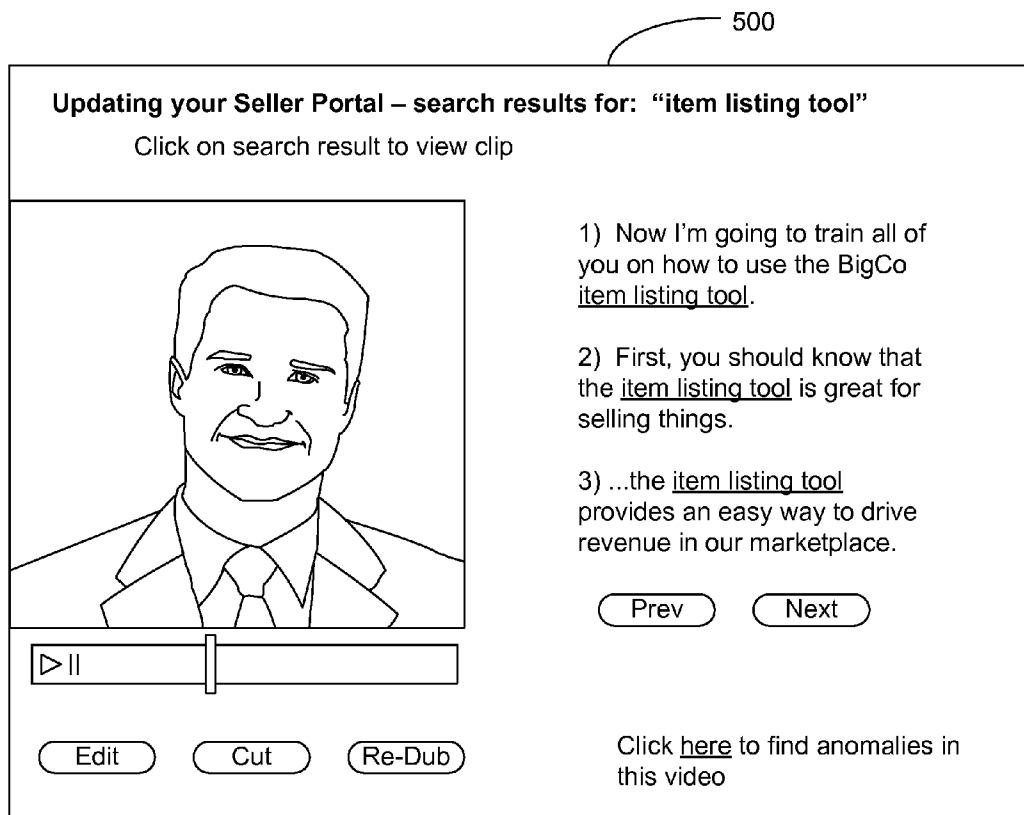 500
Updating your Seller Portal – search results for: “item listing tool”
Click on search result to view clip
1) Now I’m going to train all of
you on how to use the BigCo
item listing tool.
2) First, you should know that
the item listing tool is great for
selling things.
3) ...the item listing tool
provides an easy way to drive
revenue in our marketplace.
Prev Next
Edit Cut Re-Dub
Click here to find anomalies in
this video